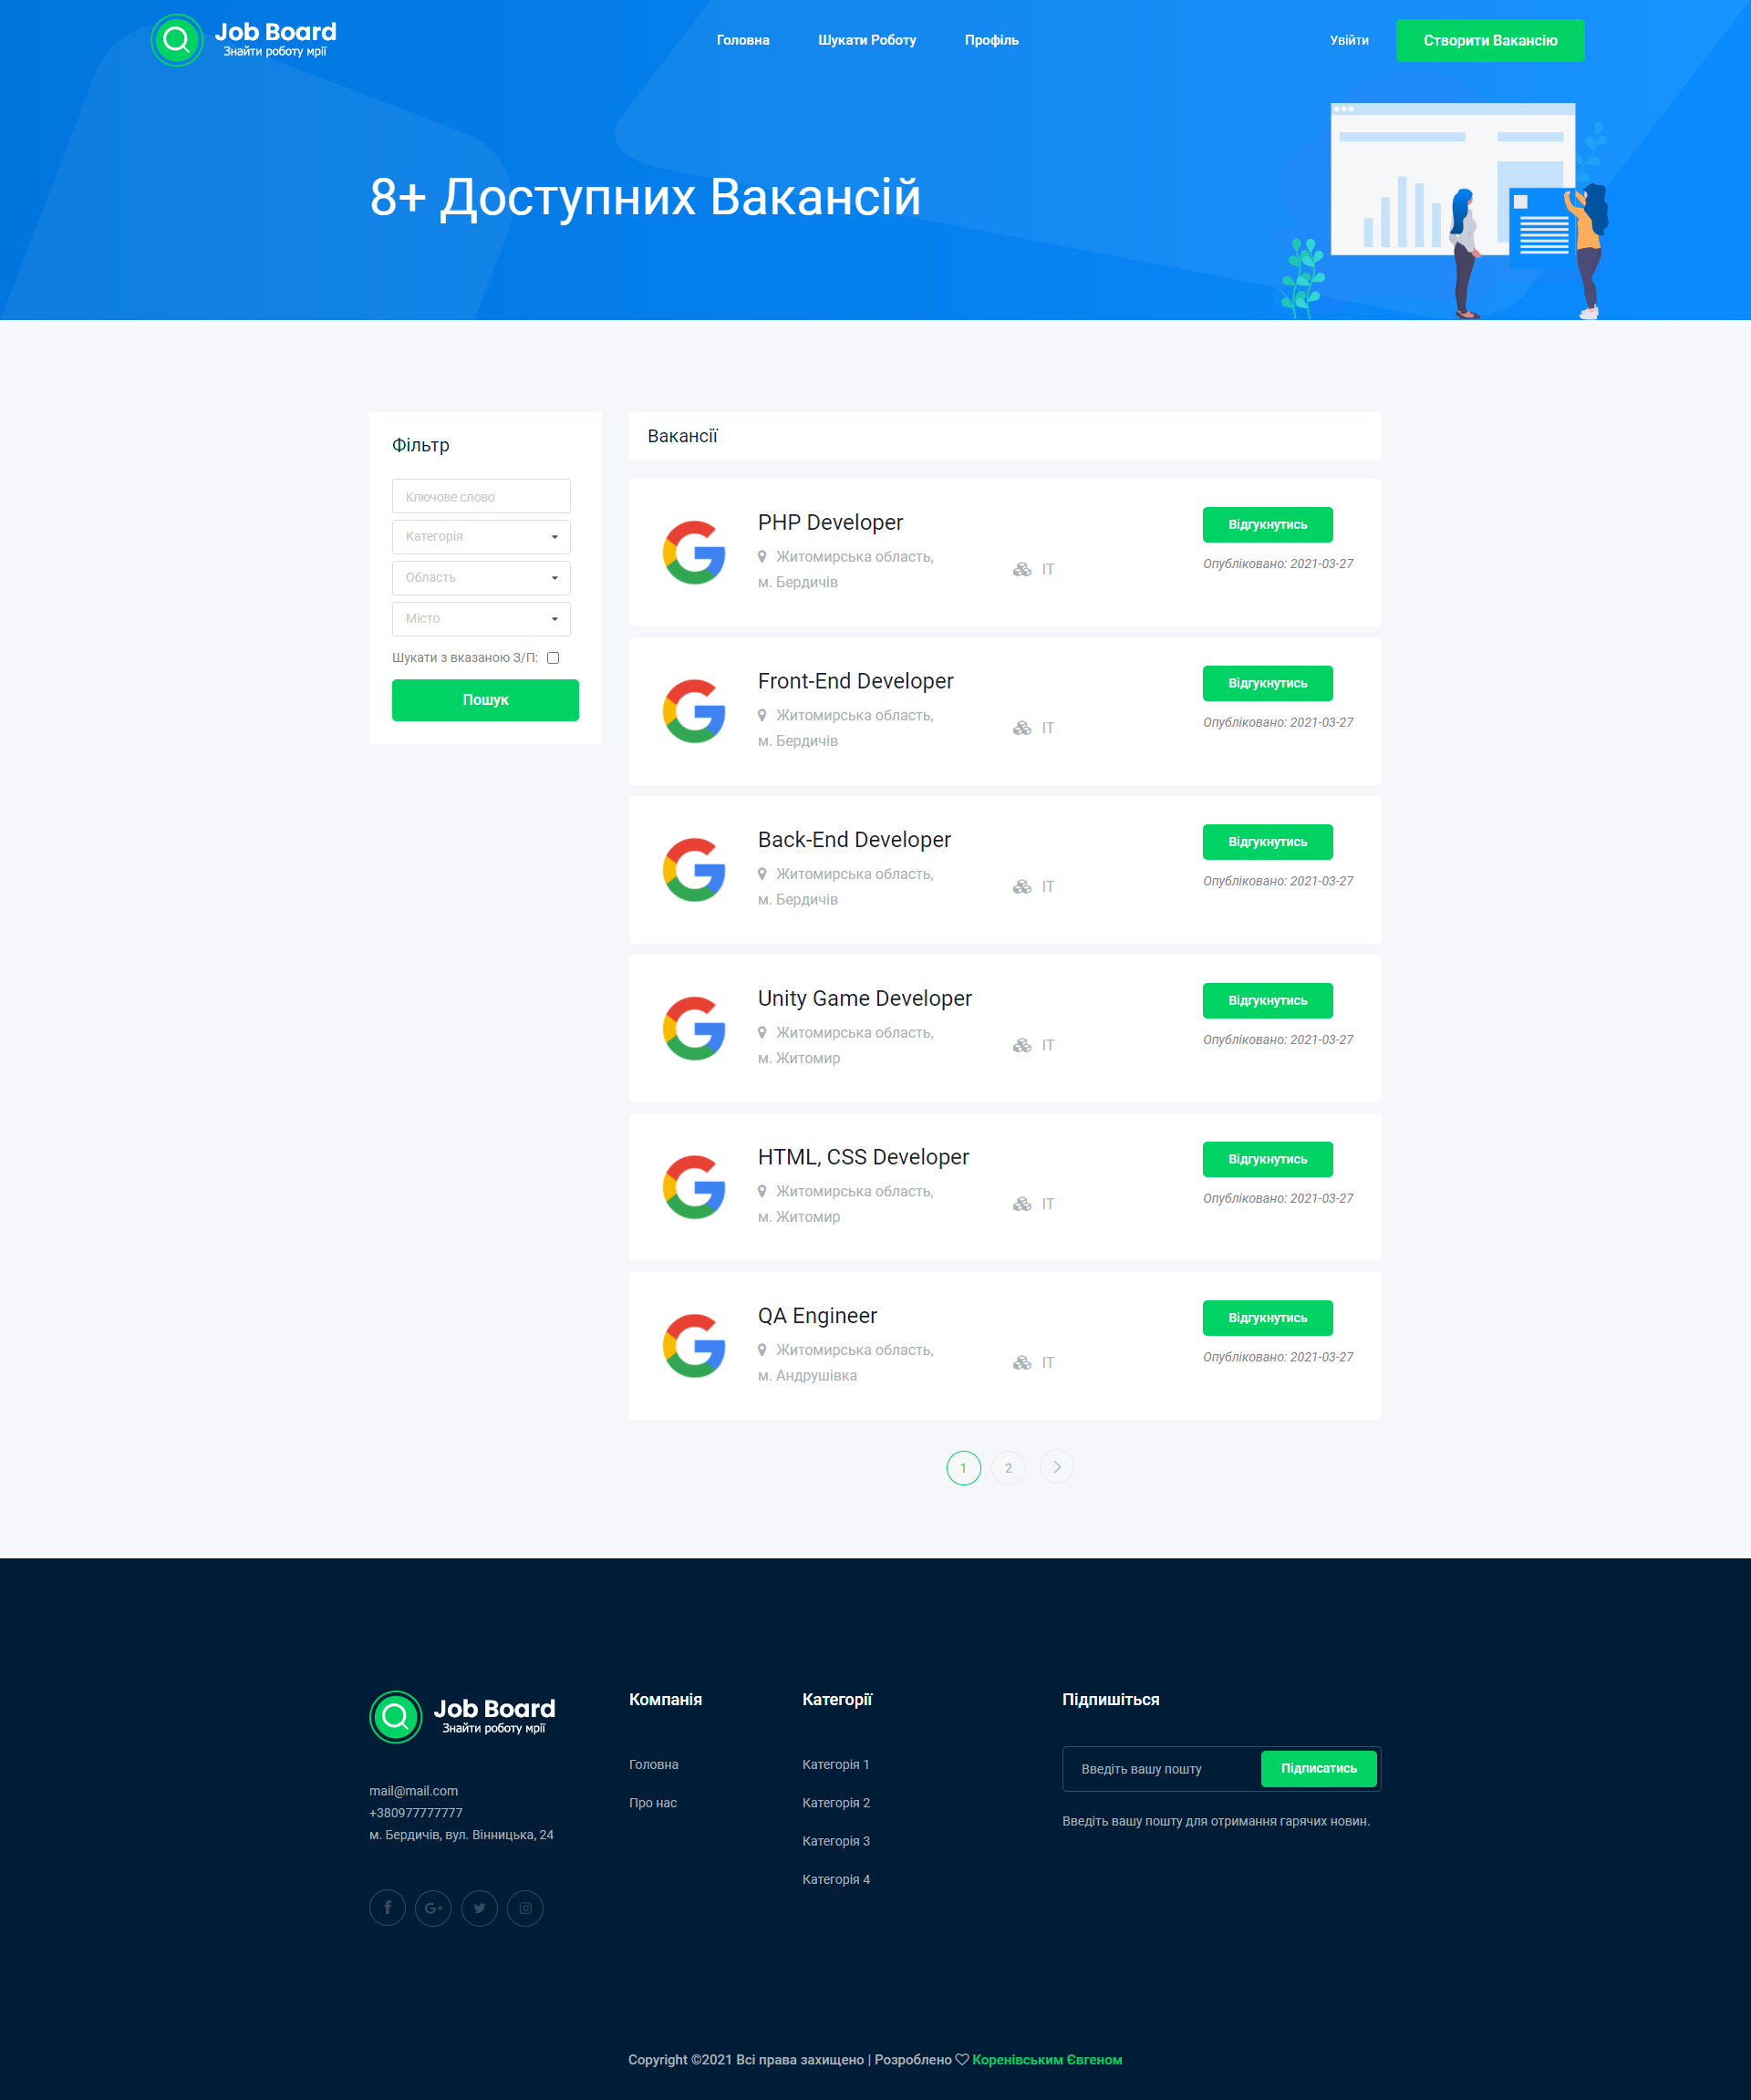 Job Board
Знайти роботу мрії
Головна
Шукати Роботу
Профіль
Увійти
Створити Вакансію
8+ Доступних Вакансій
Фільтр
Ключове слово
Категорія
Область
Місто
Шукати з вказаною З/П:
Пошук
Вакансії
PHP Developer
Житомирська область,
м. Бердичів
IT
Відгукнутись
Опубліковано: 2021-03-27
Front-End Developer
Житомирська область,
м. Бердичів
IT
Відгукнутись
Опубліковано: 2021-03-27
Back-End Developer
Житомирська область,
м. Бердичів
IT
Відгукнутись
Опубліковано: 2021-03-27
Unity Game Developer
Житомирська область,
м. Житомир
IT
Відгукнутись
Опубліковано: 2021-03-27
HTML, CSS Developer
Житомирська область,
м. Житомир
IT
Відгукнутись
Опубліковано: 2021-03-27
QA Engineer
Житомирська область,
м. Андрушівка
IT
Відгукнутись
Опубліковано: 2021-03-27
1
2
Job Board
Знайти роботу мрії
mail@mail.com
+380977777777
м. Бердичів, вул. Вінницька, 24
Компанія
Головна
Про нас
Категорії
Категорія 1
Категорія 2
Категорія 3
Категорія 4
Підпишіться
Введіть вашу пошту
Підписатись
Введіть вашу пошту для отримання гарячих новин.
Copyright ©2021 Всі права захищено | Розроблено ♡ Коренівським Євгеном